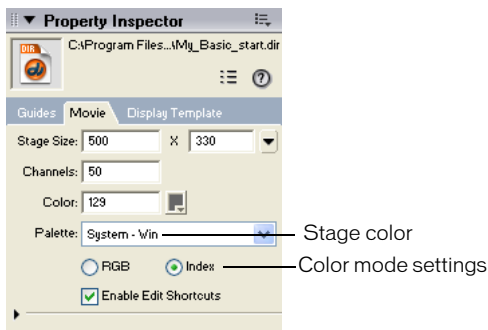 Property Inspector
DIR
C:\Program Files...\My_Basic_start.dir
Guides Movie Display Template
Stage Size: 500 X 330
Channels: 50
Color: 129
Palette: System - Win Stage color
RGB Index Color mode settings
Enable Edit Shortcuts